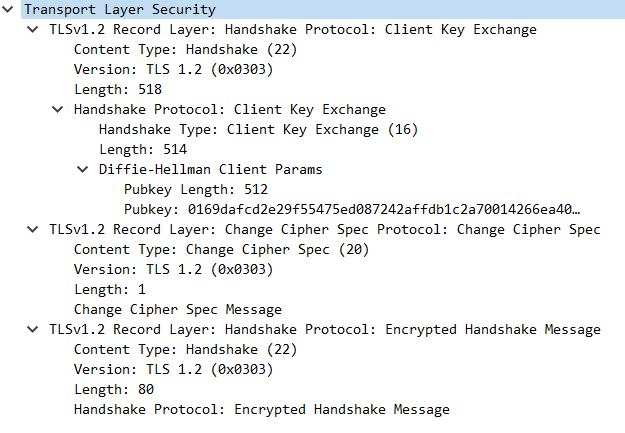 Transport Layer Security
TLSv1.2 Record Layer: Handshake Protocol: Client Key Exchange
Content Type: Handshake (22)
Version: TLS 1.2 (0x0303)
Length: 518
Handshake Protocol: Client Key Exchange
Handshake Type: Client Key Exchange (16)
Length: 514
Diffie-Hellman Client Params
Pubkey Length: 512
Pubkey: 0169dafcd2e29f55475ed087242affdb1c2a70014266ea40…
TLSv1.2 Record Layer: Change Cipher Spec Protocol: Change Cipher Spec
Content Type: Change Cipher Spec (20)
Version: TLS 1.2 (0x0303)
Length: 1
Change Cipher Spec Message
TLSv1.2 Record Layer: Handshake Protocol: Encrypted Handshake Message
Content Type: Handshake (22)
Version: TLS 1.2 (0x0303)
Length: 80
Handshake Protocol: Encrypted Handshake Message